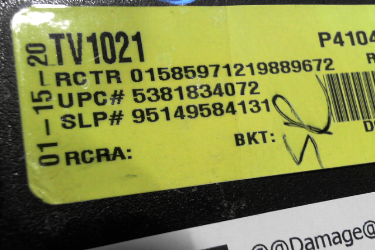 01-15-20
TV1021 P4104
RCTR 01585971219889672
UPC# 5381834072
SLP# 95149584131
RCRA: BKT:
@@Damage@